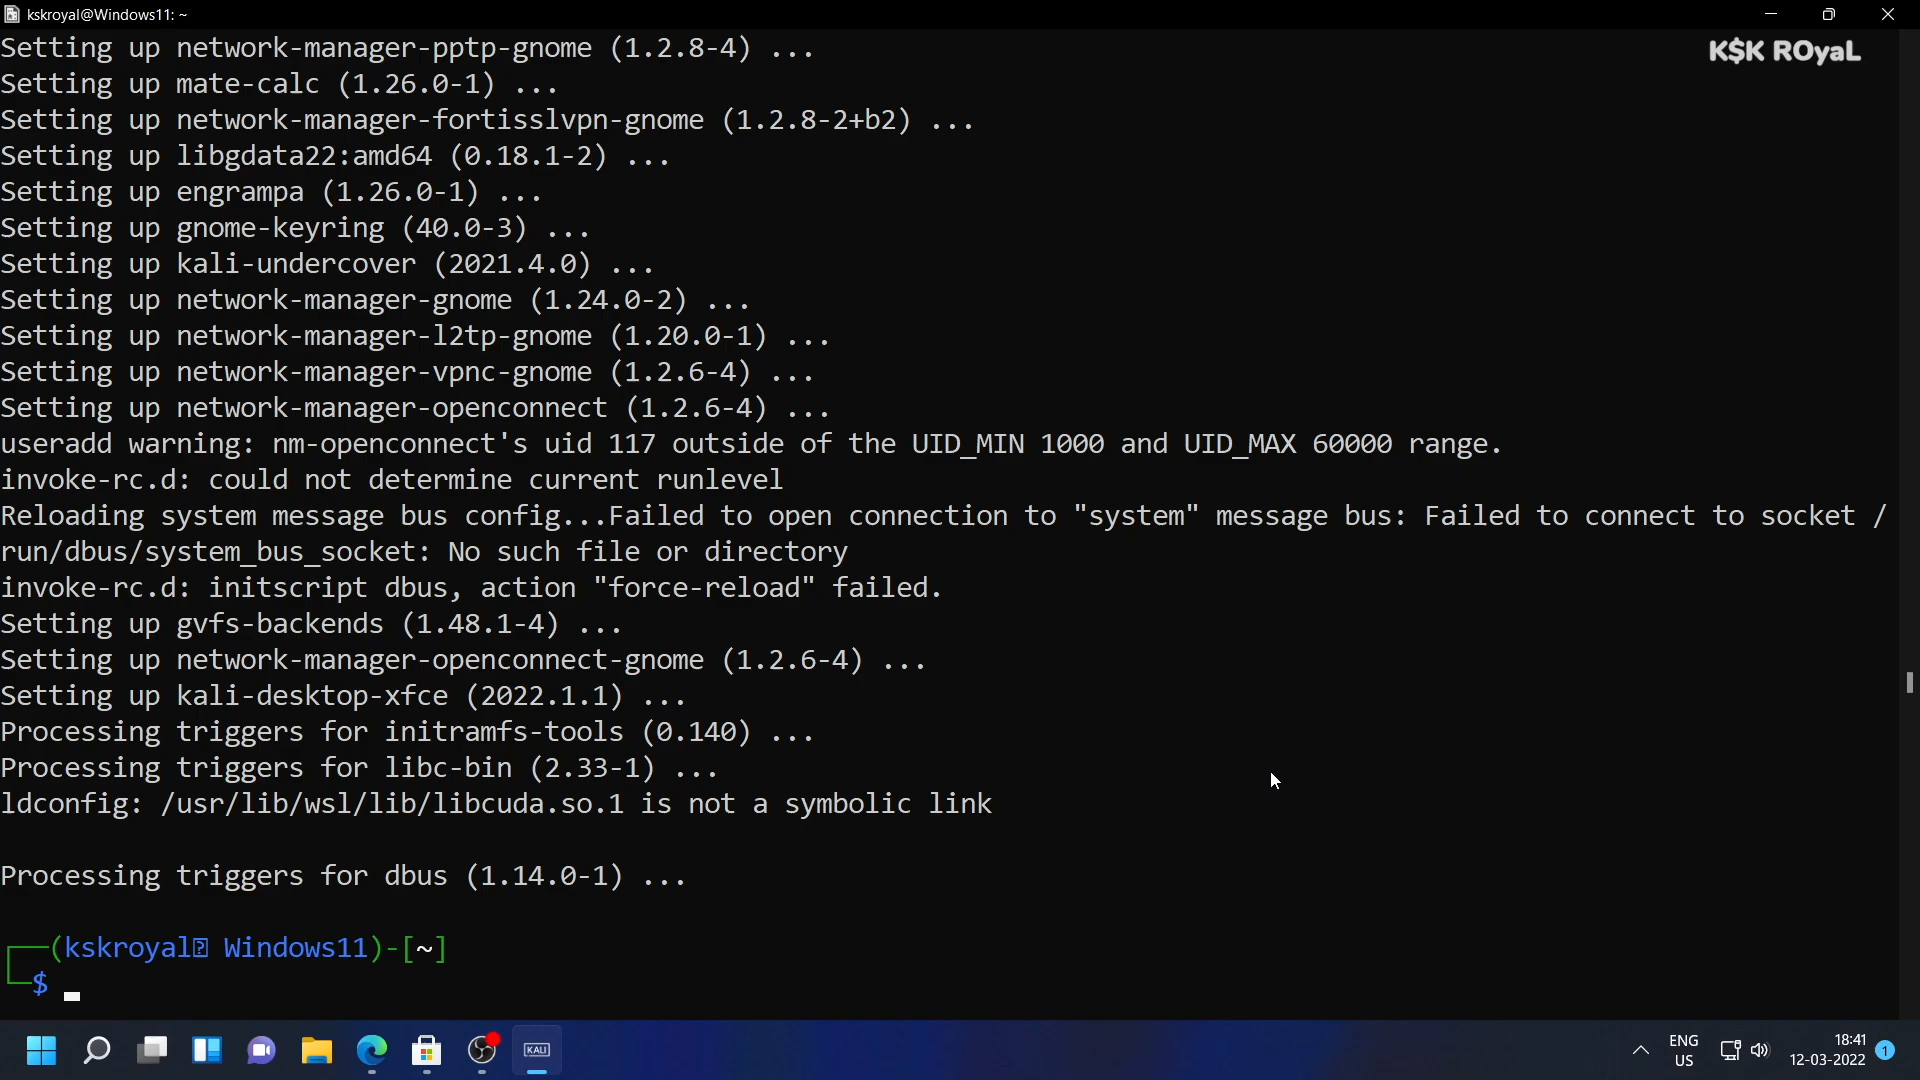 kskroyal@Windows11: ~
K$K ROyaL
Setting up network-manager-pptp-gnome (1.2.8-4) ...
Setting up mate-calc (1.26.0-1) ...
Setting up network-manager-fortisslvpn-gnome (1.2.8-2+b2) ...
Setting up libgdata22:amd64 (0.18.1-2) ...
Setting up engrampa (1.26.0-1) ...
Setting up gnome-keyring (40.0-3) ...
Setting up kali-undercover (2021.4.0) ...
Setting up network-manager-gnome (1.24.0-2) ...
Setting up network-manager-l2tp-gnome (1.20.0-1) ...
Setting up network-manager-vpnc-gnome (1.2.6-4) ...
Setting up network-manager-openconnect (1.2.6-4) ...
useradd warning: nm-openconnect's uid 117 outside of the UID_MIN 1000 and UID_MAX 60000 range.
invoke-rc.d: could not determine current runlevel
Reloading system message bus config...Failed to open connection to "system" message bus: Failed to connect to socket /
run/dbus/system_bus_socket: No such file or directory
invoke-rc.d: initscript dbus, action "force-reload" failed.
Setting up gvfs-backends (1.48.1-4) ...
Setting up network-manager-openconnect-gnome (1.2.6-4) ...
Setting up kali-desktop-xfce (2022.1.1) ...
Processing triggers for initramfs-tools (0.140) ...
Processing triggers for libc-bin (2.33-1) ...
ldconfig: /usr/lib/wsl/lib/libcuda.so.1 is not a symbolic link
Processing triggers for dbus (1.14.0-1) ...
┌──(kskroyal⍰ Windows11)-[~]
└─$
KALI
ENG
US
18:41
12-03-2022
1